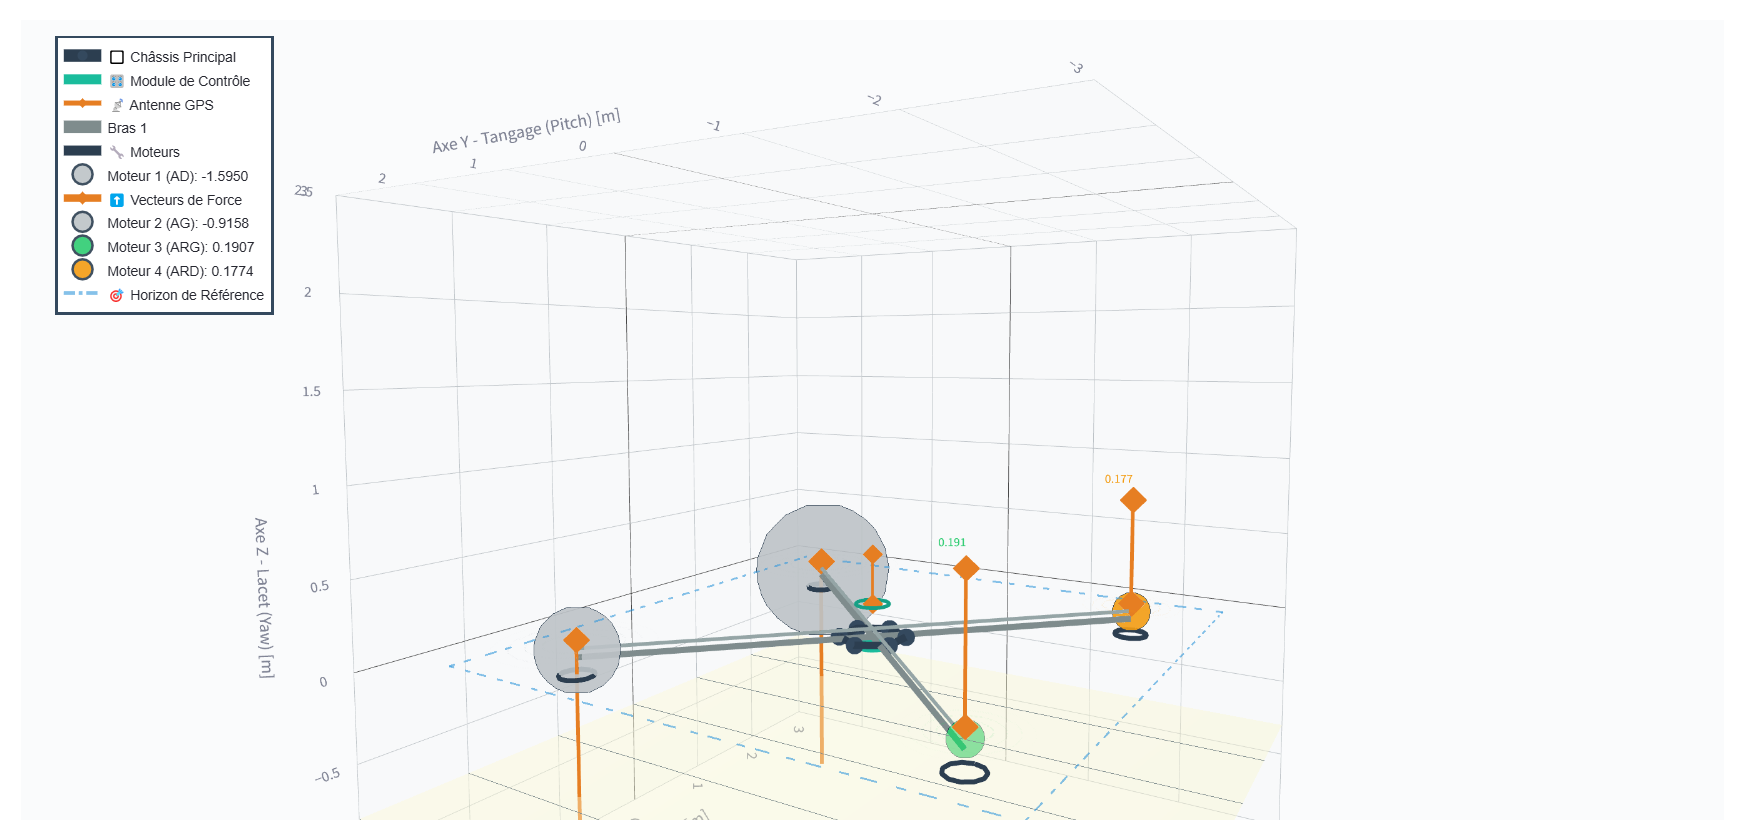 Châssis Principal
Module de Contrôle
Antenne GPS
Bras 1
Moteurs
Moteur 1 (AD): -1.5950
Vecteurs de Force
Moteur 2 (AG): -0.9158
Moteur 3 (ARG): 0.1907
Moteur 4 (ARD): 0.1774
Horizon de Référence
Axe Y - Tangage (Pitch) [m]
2
1
0
−1
−2
−3
2
1.5
1
0.5
0
−0.5
Axe Z - Lacet (Yaw) [m]
0.177
0.191
3
2
1